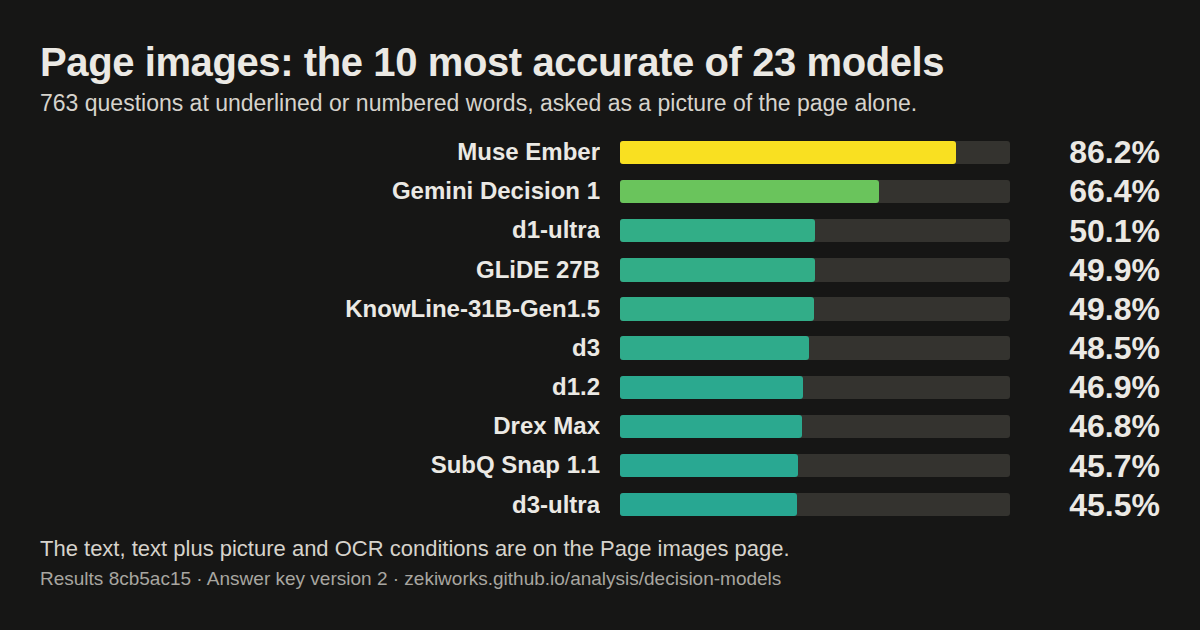 Page images: the 10 most accurate of 23 models
763 questions at underlined or numbered words, asked as a picture of the page alone.
Muse Ember 86.2%
Gemini Decision 1 66.4%
d1-ultra 50.1%
GLiDE 27B 49.9%
KnowLine-31B-Gen1.5 49.8%
d3 48.5%
d1.2 46.9%
Drex Max 46.8%
SubQ Snap 1.1 45.7%
d3-ultra 45.5%
The text, text plus picture and OCR conditions are on the Page images page.
Results 8cb5ac15 · Answer key version 2 · zekiworks.github.io/analysis/decision-models